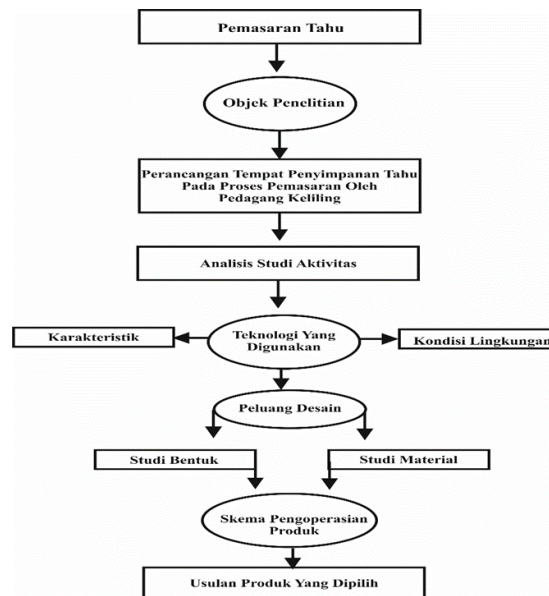 Pemasaran Tahu
Objek Penelitian
Perancangan Tempat Penyimpanan Tahu
Pada Proses Pemasaran Oleh
Pedagang Keliling
Analisis Studi Aktivitas
Teknologi Yang
Digunakan
Karakteristik
Kondisi Lingkungan
Peluang Desain
Studi Bentuk
Studi Material
Skema Pengoperasian
Produk
Usulan Produk Yang Dipilih